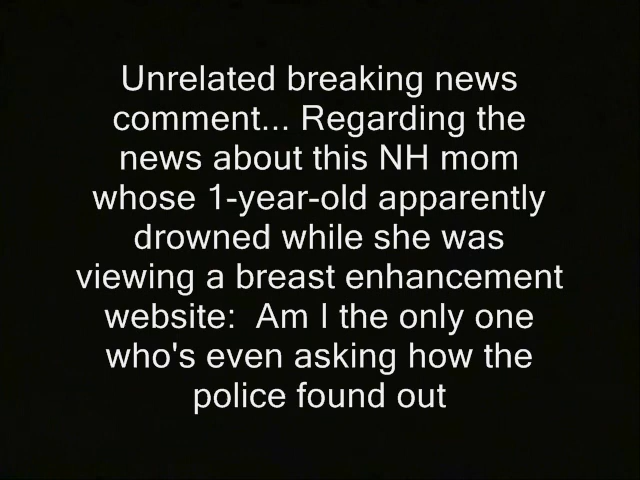 Unrelated breaking news
comment... Regarding the
news about this NH mom
whose 1-year-old apparently
drowned while she was
viewing a breast enhancement
website:  Am I the only one
who's even asking how the
police found out